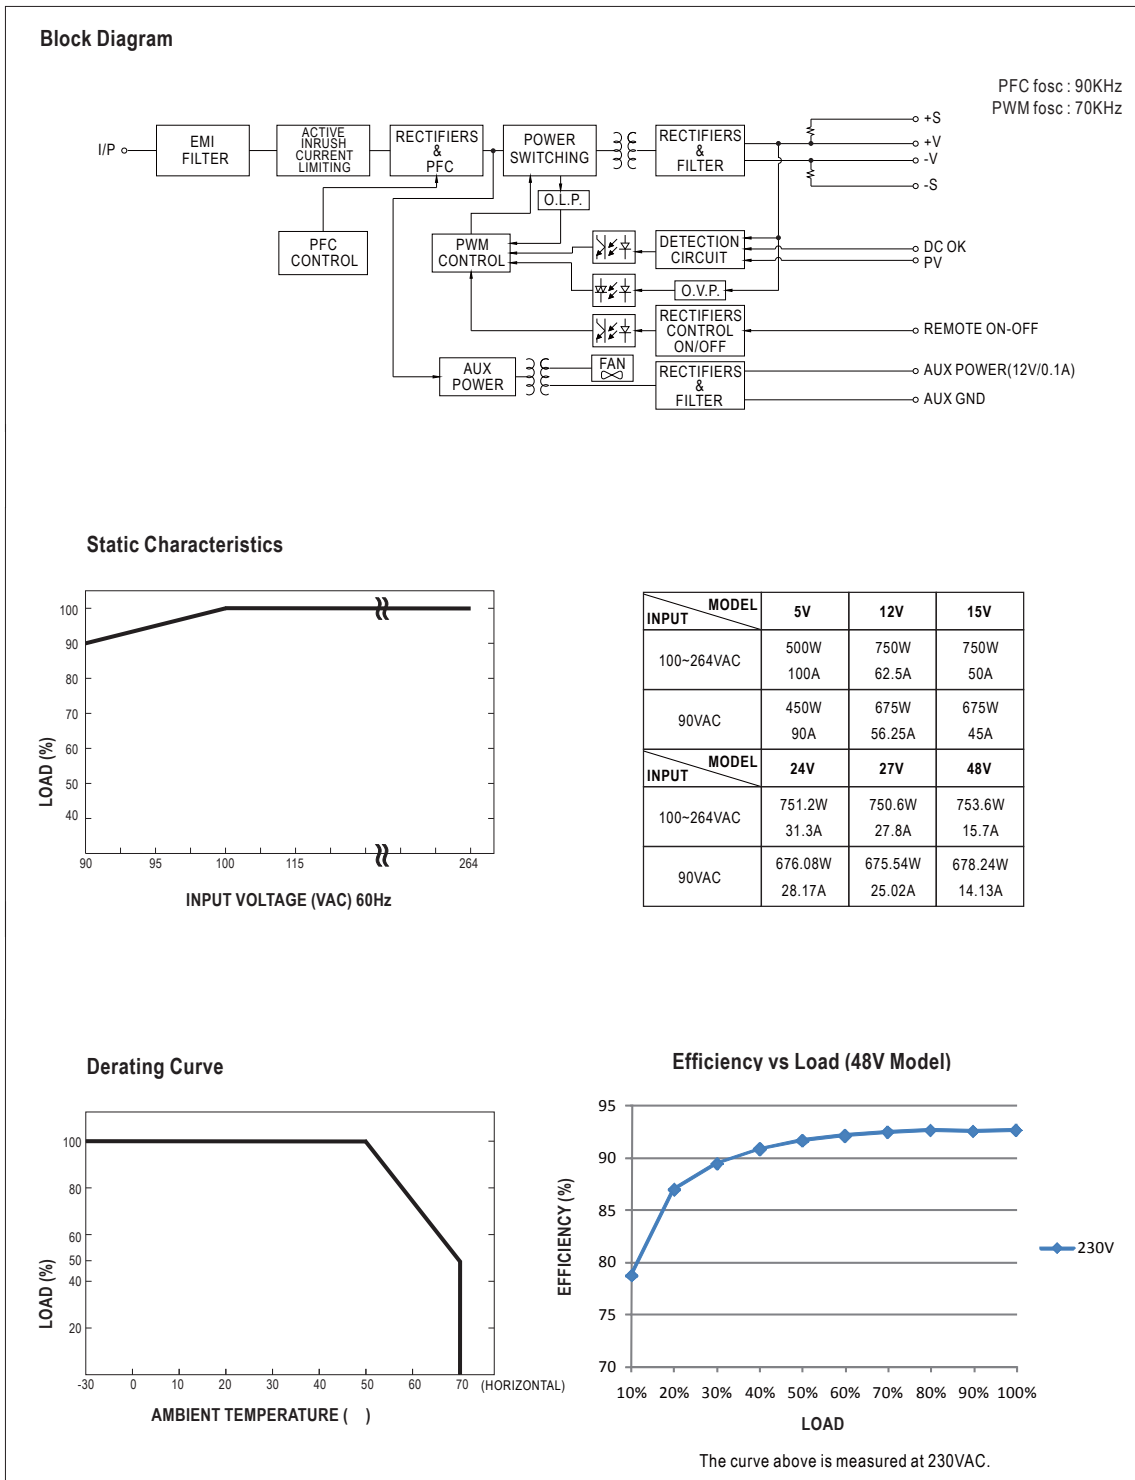 Block Diagram
PFC fosc : 90KHz
PWM fosc : 70KHz
I/P
EMI
FILTER
ACTIVE
INRUSH
CURRENT
LIMITING
RECTIFIERS
&
PFC
POWER
SWITCHING
RECTIFIERS
&
FILTER
+S
+V
-V
-S
O.L.P.
PFC
CONTROL
PWM
CONTROL
DETECTION
CIRCUIT
DC OK
PV
O.V.P.
RECTIFIERS
CONTROL
ON/OFF
REMOTE ON-OFF
AUX
POWER
FAN
RECTIFIERS
&
FILTER
AUX POWER(12V/0.1A)
AUX GND
Static Characteristics
100
90
80
70
60
50
40
LOAD (%)
90 95 100 115 264
INPUT VOLTAGE (VAC) 60Hz
MODEL
INPUT
5V 12V 15V
100~264VAC
500W 750W 750W
100A 62.5A 50A
90VAC
450W 675W 675W
90A 56.25A 45A
MODEL
INPUT
24V 27V 48V
100~264VAC
751.2W 750.6W 753.6W
31.3A 27.8A 15.7A
90VAC
676.08W 675.54W 678.24W
28.17A 25.02A 14.13A
Derating Curve
100
80
60
50
40
20
LOAD (%)
-30 0 10 20 30 40 50 60 70 (HORIZONTAL)
AMBIENT TEMPERATURE ( )
Efficiency vs Load (48V Model)
95
90
85
80
75
70
EFFICIENCY (%)
230V
10% 20% 30% 40% 50% 60% 70% 80% 90% 100%
LOAD
The curve above is measured at 230VAC.